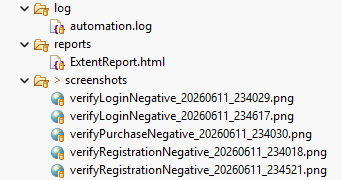 log
automation.log
reports
ExtentReport.html
> screenshots
verifyLoginNegative_20260611_234029.png
verifyLoginNegative_20260611_234617.png
verifyPurchaseNegative_20260611_234030.png
verifyRegistrationNegative_20260611_234018.png
verifyRegistrationNegative_20260611_234521.png